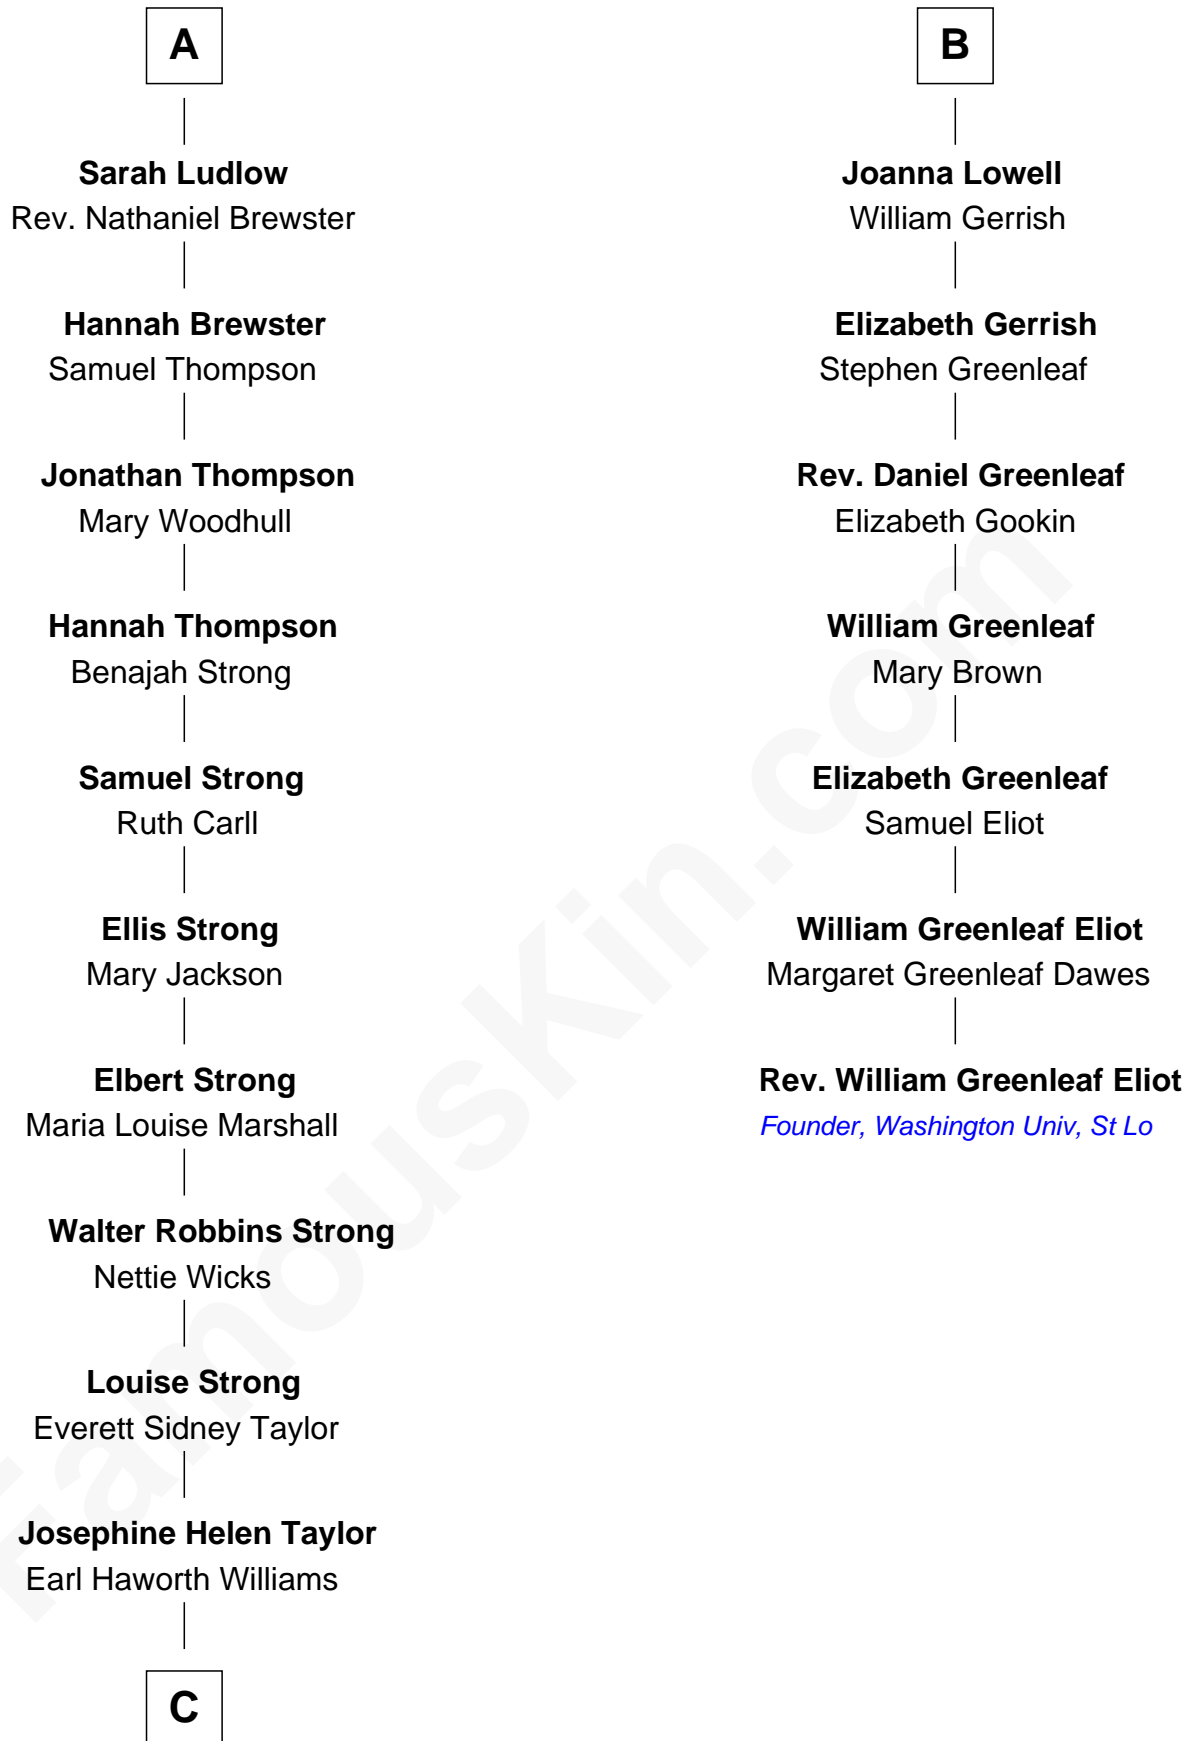 A
Sarah Ludlow
Rev. Nathaniel Brewster
Hannah Brewster
Samuel Thompson
Jonathan Thompson
Mary Woodhull
Hannah Thompson
Benajah Strong
Samuel Strong
Ruth Carll
Ellis Strong
Mary Jackson
Elbert Strong
Maria Louise Marshall
Walter Robbins Strong
Nettie Wicks
Louise Strong
Everett Sidney Taylor
Josephine Helen Taylor
Earl Haworth Williams
C
B
Joanna Lowell
William Gerrish
Elizabeth Gerrish
Stephen Greenleaf
Rev. Daniel Greenleaf
Elizabeth Gookin
William Greenleaf
Mary Brown
Elizabeth Greenleaf
Samuel Eliot
William Greenleaf Eliot
Margaret Greenleaf Dawes
Rev. William Greenleaf Eliot
Founder, Washington Univ, St Lo
FamousKin.com